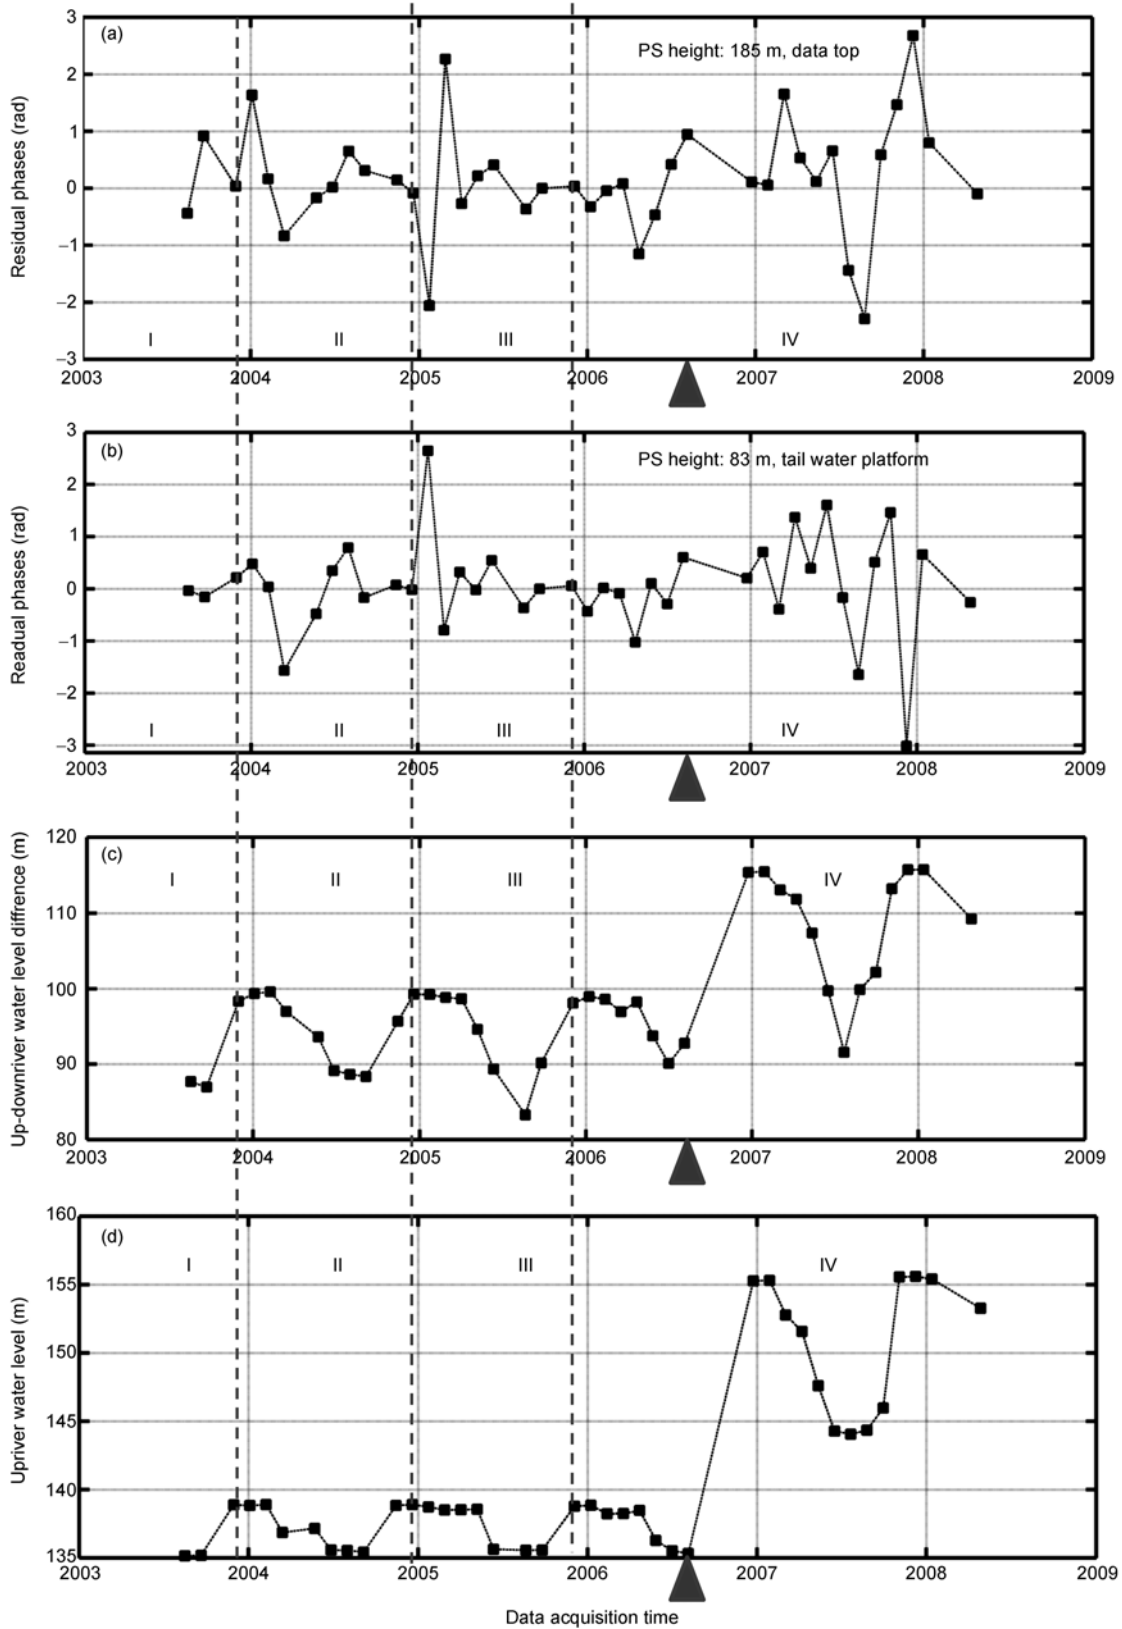 (a)
PS height: 185 m, data top
Residual phases (rad)
3
2
1
0
–1
–2
–3
I
II
III
IV
2003
2004
2005
2006
2007
2008
2009
(b)
PS height: 83 m, tail water platform
Readual phases (rad)
3
2
1
0
–1
–2
–3
I
II
III
IV
2003
2004
2005
2006
2007
2008
2009
(c)
Up-downriver water level diffrence (m)
120
110
100
90
80
I
II
III
IV
2003
2004
2005
2006
2007
2008
2009
(d)
Upriver water level (m)
160
155
150
145
140
135
I
II
III
IV
2003
2004
2005
2006
2007
2008
2009
Data acquisition time